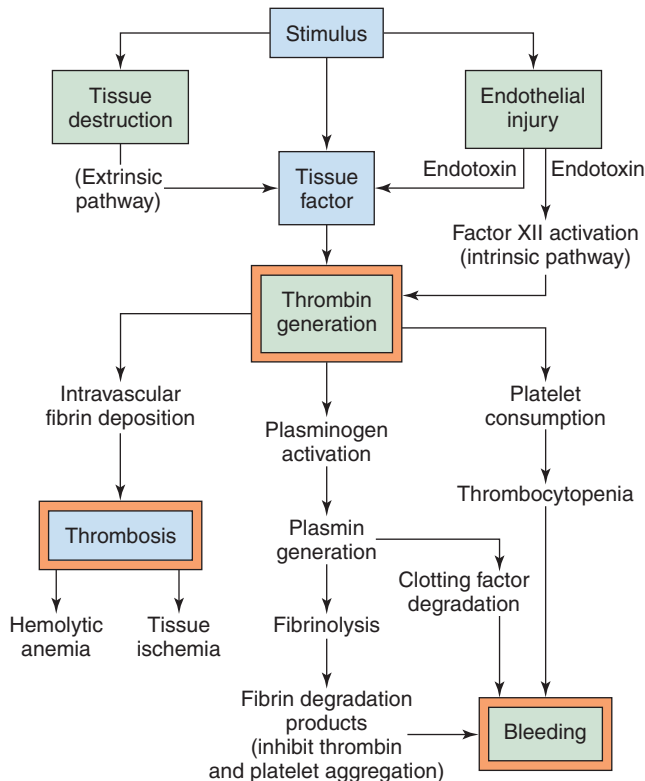 Stimulus
Tissue
destruction
Endothelial
injury
(Extrinsic
pathway)
Tissue
factor
Endotoxin
Endotoxin
Factor XII activation
(intrinsic pathway)
Thrombin
generation
Intravascular
fibrin deposition
Plasminogen
activation
Platelet
consumption
Thrombosis
Plasmin
generation
Thrombocytopenia
Clotting factor
degradation
Hemolytic
anemia
Tissue
ischemia
Fibrinolysis
Fibrin degradation
products
(inhibit thrombin
and platelet aggregation)
Bleeding